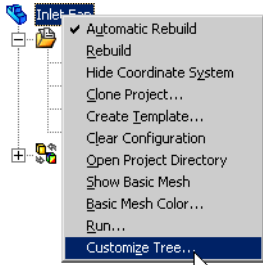 Inlet Fan
Automatic Rebuild
Rebuild
Hide Coordinate System
Clone Project...
Create Template...
Clear Configuration
Open Project Directory
Show Basic Mesh
Basic Mesh Color...
Run...
Customize Tree...